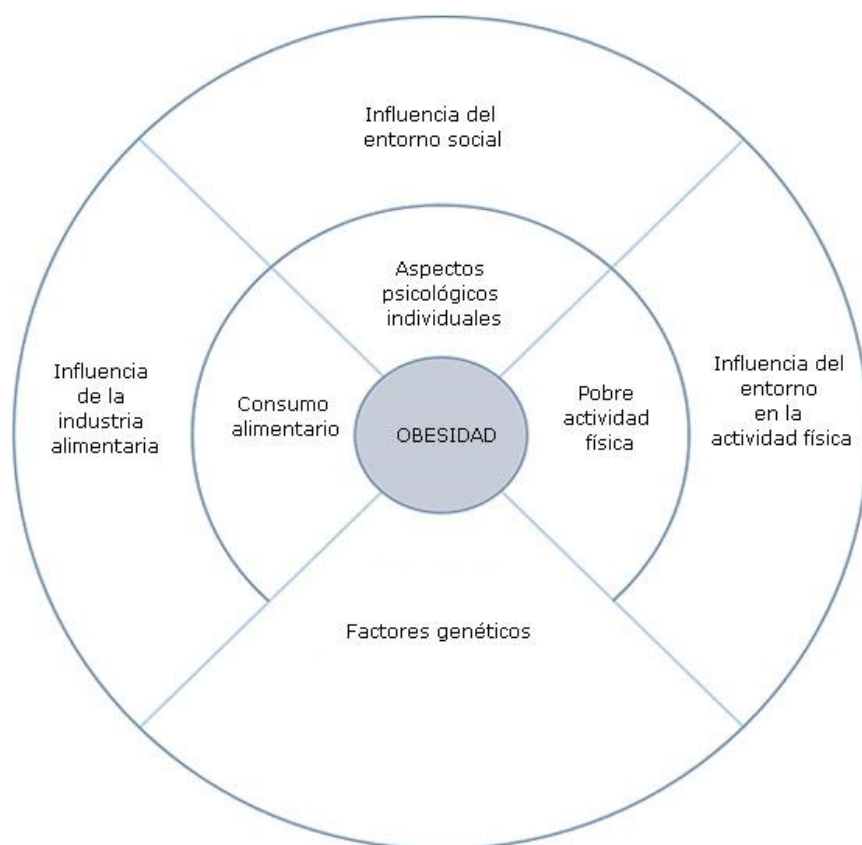 Influencia del
entorno social
Aspectos
psicológicos
individuales
Influencia
de la
industria
alimentaria
Consumo
alimentario
OBESIDAD
Pobre
actividad
física
Influencia del
entorno
en la
actividad física
Factores genéticos